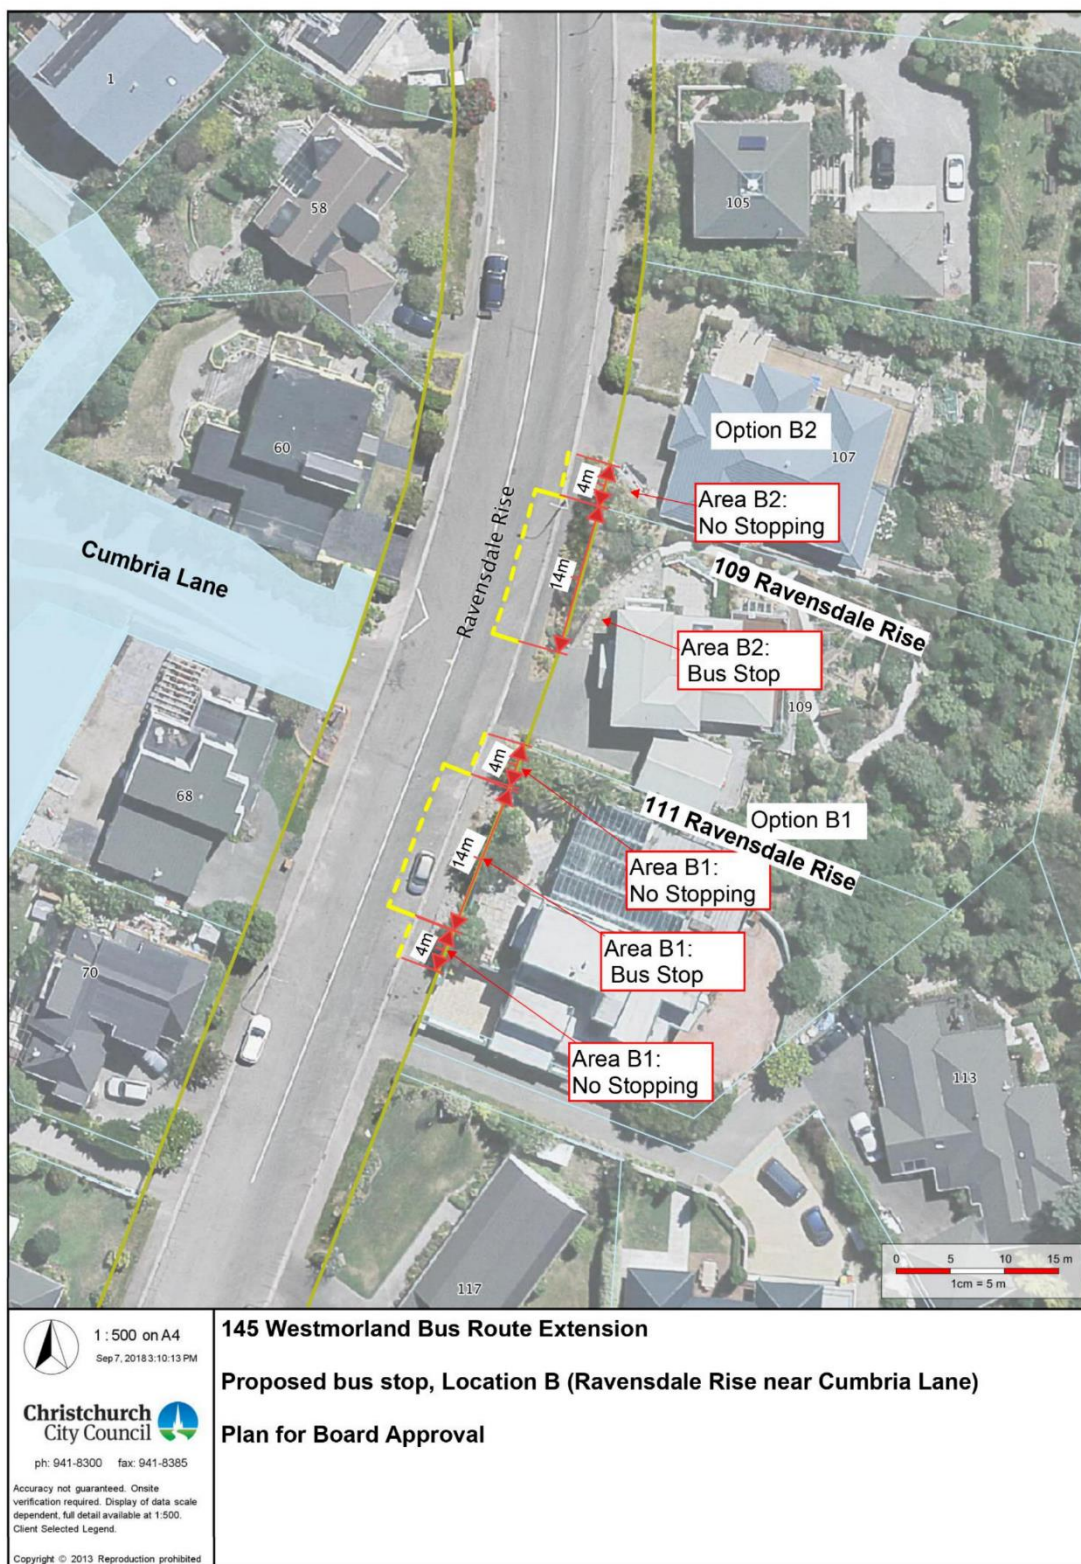 1
58
105
60
Option B2
107
4m
Area B2:
No Stopping
Ravensdale Rise
Cumbria Lane
14m
109 Ravensdale Rise
Area B2:
Bus Stop
109
4m
68
111 Ravensdale Rise
Option B1
14m
Area B1:
No Stopping
4m
Area B1:
Bus Stop
70
Area B1:
No Stopping
113
117
0 5 10 15 m
1cm = 5 m
1 : 500 on A4
Sep 7, 2018 3:10:13 PM
Christchurch
City Council
ph: 941-8300 fax: 941-8385
Accuracy not guaranteed. Onsite
verification required. Display of data scale
dependent, full detail available at 1:500.
Client Selected Legend.
Copyright © 2013 Reproduction prohibited
145 Westmorland Bus Route Extension
Proposed bus stop, Location B (Ravensdale Rise near Cumbria Lane)
Plan for Board Approval